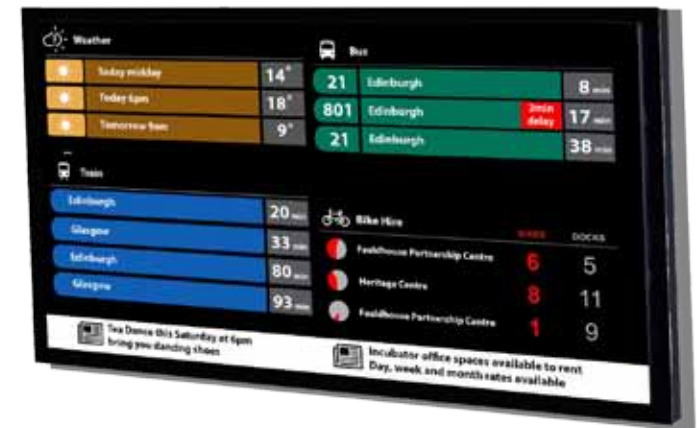 Weather
Today midday 14°
Today 6pm 18°
Tomorrow 9am 9°
Bus
21 Edinburgh 8 min
801 Edinburgh 2min delay 17 min
21 Edinburgh 38 min
Train
Edinburgh 20 min
Glasgow 33 min
Edinburgh 80 min
Glasgow 93 min
Bike Hire BIKES DOCKS
Fauldhouse Partnership Centre 6 5
Heritage Centre 8 11
Fauldhouse Partnership Centre 1 9
Tea Dance this Saturday at 6pm
bring you dancing shoes
Incubator office spaces available to rent
Day, week and month rates available